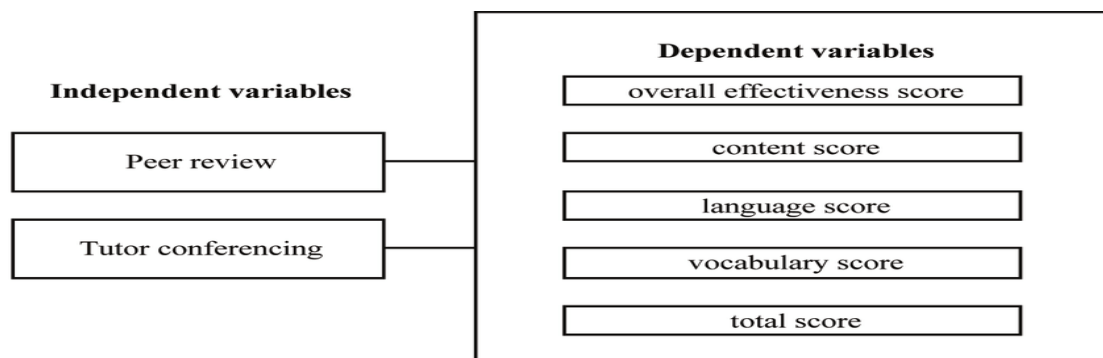 Independent variables
Peer review
Tutor conferencing
Dependent variables
overall effectiveness score
content score
language score
vocabulary score
total score